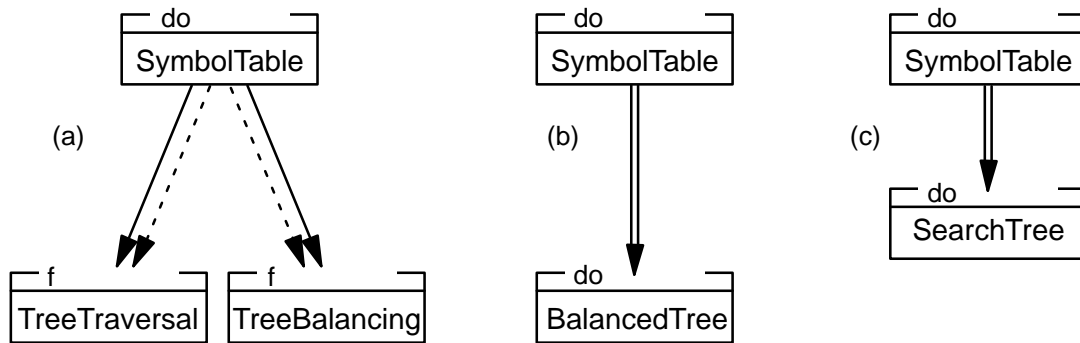 do
SymbolTable
(a)
f
TreeTraversal
f
TreeBalancing
do
SymbolTable
(b)
do
BalancedTree
do
SymbolTable
(c)
do
SearchTree